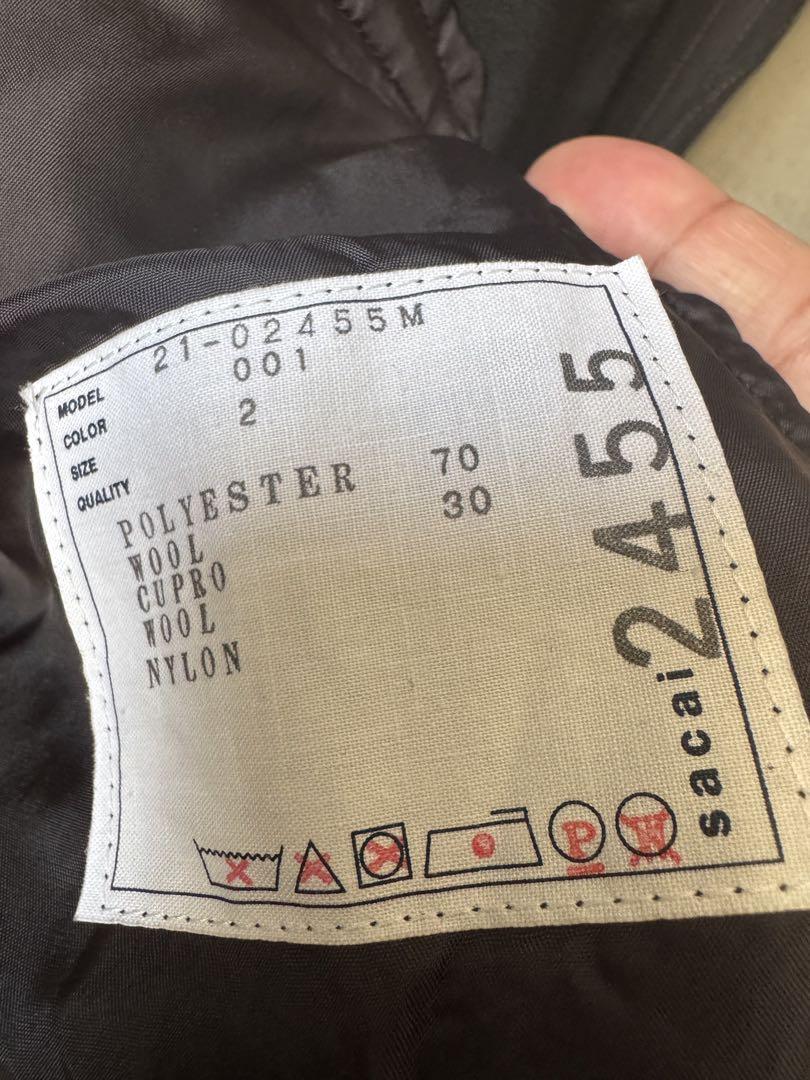 MODEL 21-02455M
COLOR 001
SIZE 2
QUALITY
POLYESTER 70
WOOL 30
CUPRO
WOOL
NYLON
P
W
sacai 2455